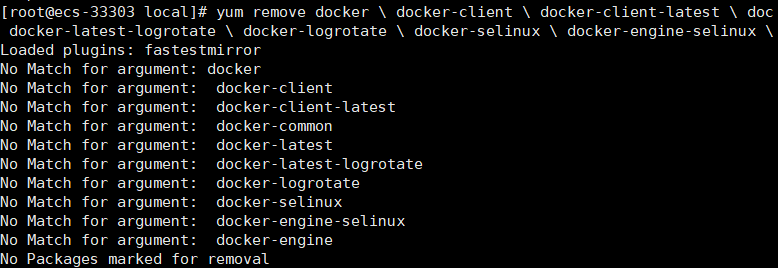 [root@ecs-33303 local]# yum remove docker \ docker-client \ docker-client-latest \ doc
 docker-latest-logrotate \ docker-logrotate \ docker-selinux \ docker-engine-selinux \
Loaded plugins: fastestmirror
No Match for argument: docker
No Match for argument:  docker-client
No Match for argument:  docker-client-latest
No Match for argument:  docker-common
No Match for argument:  docker-latest
No Match for argument:  docker-latest-logrotate
No Match for argument:  docker-logrotate
No Match for argument:  docker-selinux
No Match for argument:  docker-engine-selinux
No Match for argument:  docker-engine
No Packages marked for removal